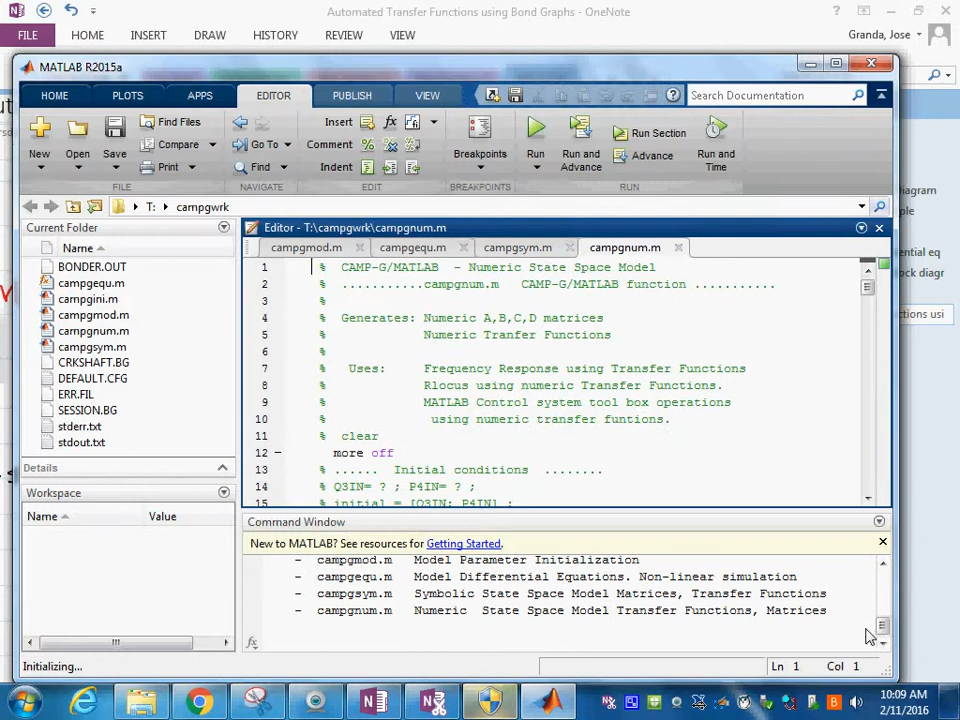 Automated Transfer Functions using Bond Graphs - OneNote
FILE HOME INSERT DRAW HISTORY REVIEW VIEW Granda, Jose
MATLAB R2015a
HOME PLOTS APPS EDITOR PUBLISH VIEW Search Documentation
New Open Save Find Files Compare Print
FILE
Go To Find
NAVIGATE
Insert fx
Comment
Indent
EDIT
Breakpoints
BREAKPOINTS
Run Run and Advance Run Section Advance Run and Time
RUN
T: campgwrk
Current Folder
Name
BONDER.OUT
campgequ.m
campgini.m
campgmod.m
campgnum.m
campgsym.m
CRKSHAFT.BG
DEFAULT.CFG
ERR.FIL
SESSION.BG
stderr.txt
stdout.txt
Details
Workspace
Name Value
Editor - T:\campgwrk\campgnum.m
campgmod.m campgequ.m campgsym.m campgnum.m
1 % CAMP-G/MATLAB - Numeric State Space Model
2 % ...........campgnum.m CAMP-G/MATLAB function ...........
3 %
4 % Generates: Numeric A,B,C,D matrices
5 % Numeric Tranfer Functions
6 %
7 % Uses: Frequency Response using Transfer Functions
8 % Rlocus using numeric Transfer Functions.
9 % MATLAB Control system tool box operations
10 % using numeric transfer funtions.
11 % clear
12 more off
13 % ...... Initial conditions ........
14 % Q3IN= ? ; P4IN= ? ;
15 % initial = [Q3IN; P4IN] ;
Command Window
New to MATLAB? See resources for Getting Started.
- campgmod.m Model Parameter Initialization
- campgequ.m Model Differential Equations. Non-linear simulation
- campgsym.m Symbolic State Space Model Matrices, Transfer Functions
- campgnum.m Numeric State Space Model Transfer Functions, Matrices
fx
Initializing... Ln 1 Col 1
10:09 AM
2/11/2016